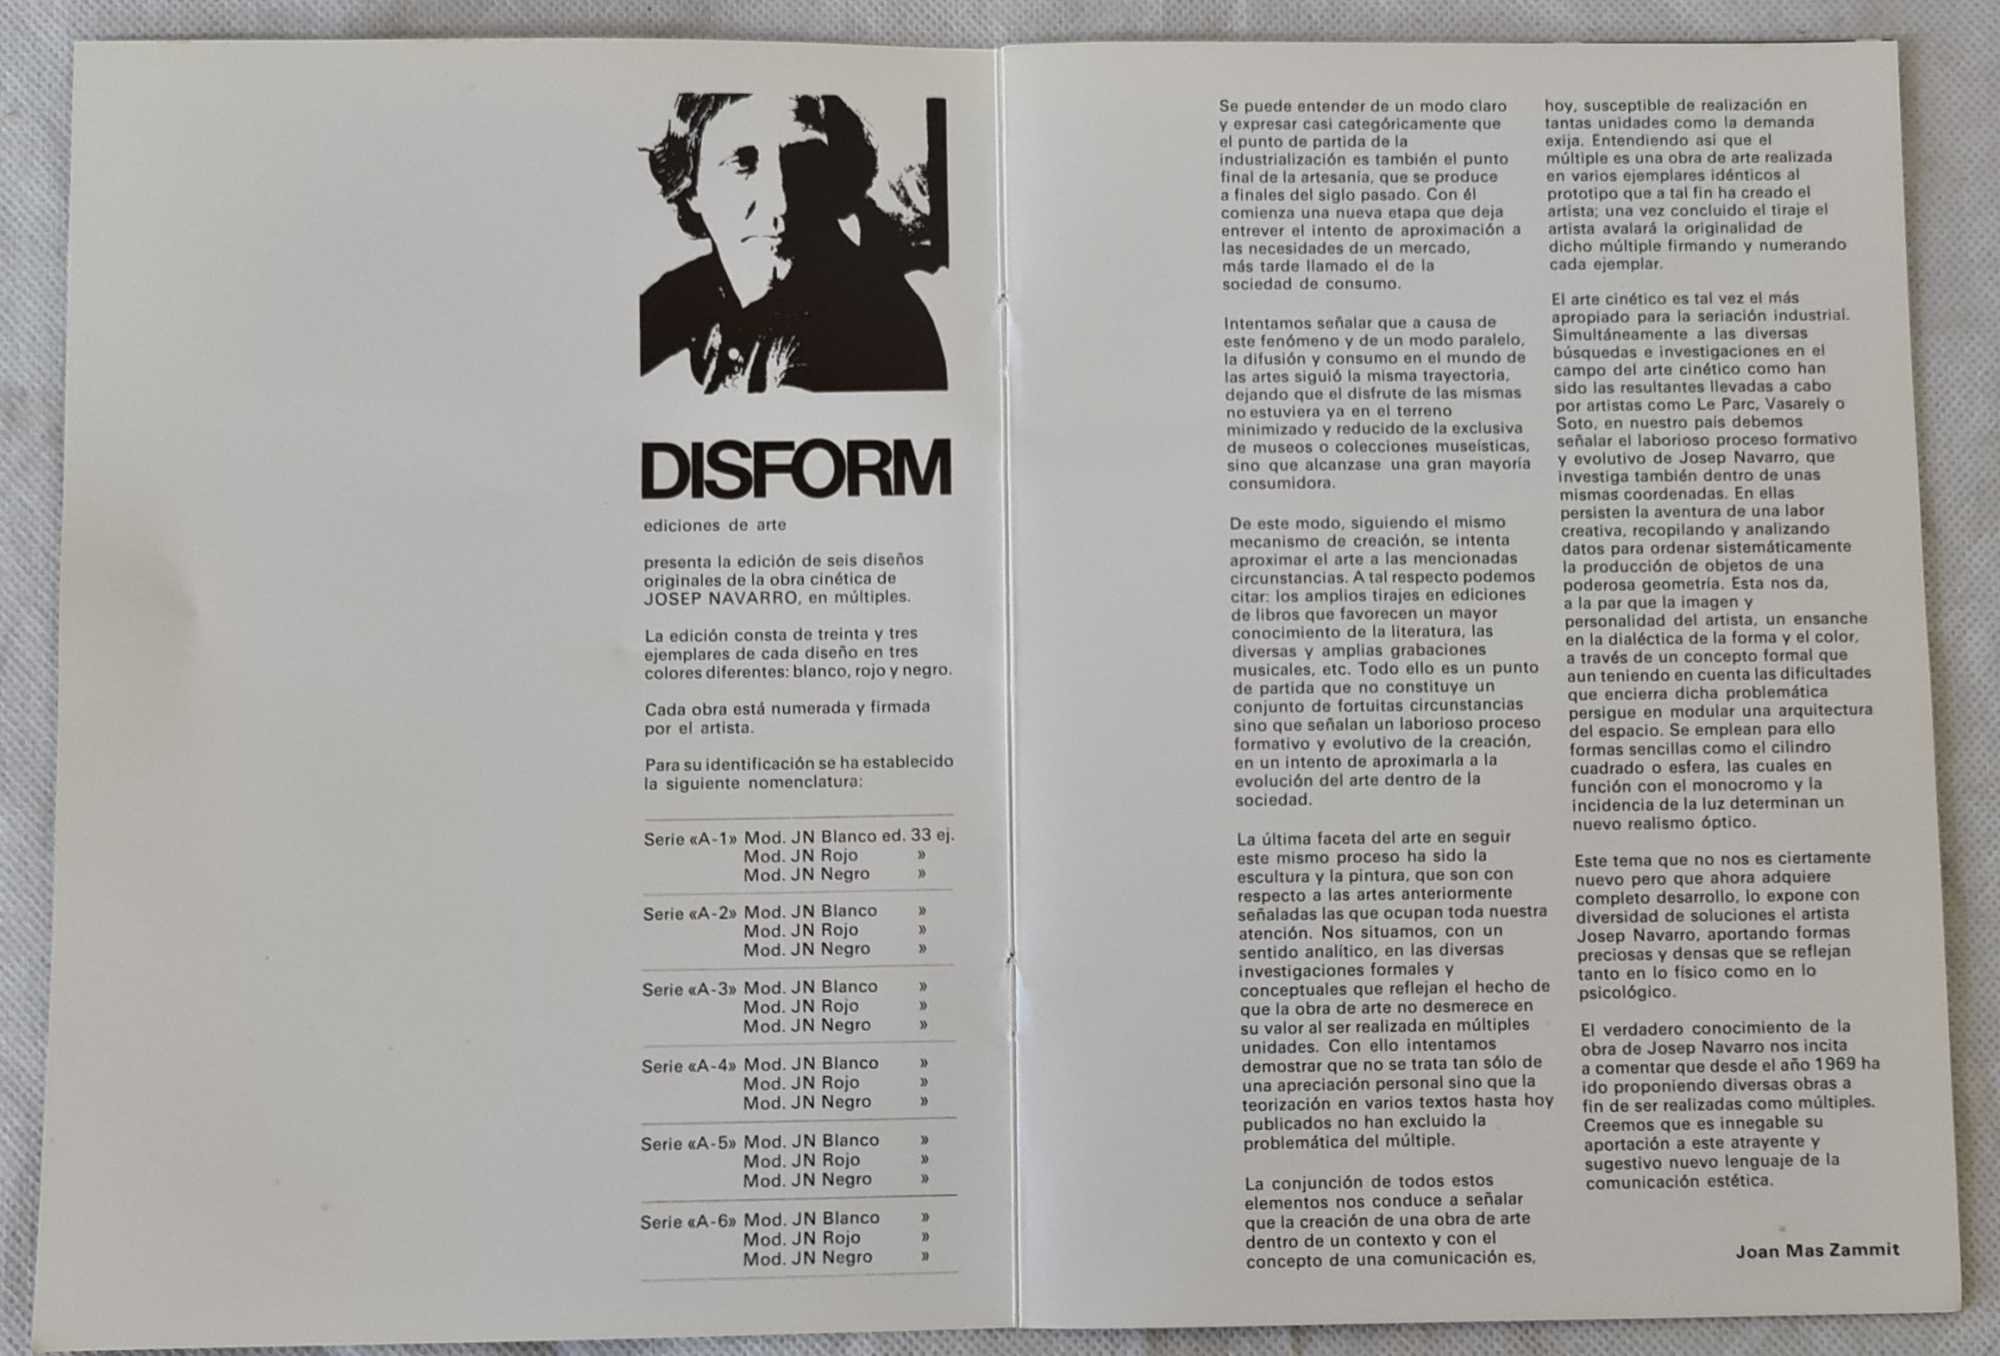 DISFORM
ediciones de arte
presenta la edición de seis diseños
originales de la obra cinética de
JOSEP NAVARRO, en múltiples.
La edición consta de treinta y tres
ejemplares de cada diseño en tres
colores diferentes: blanco, rojo y negro.
Cada obra está numerada y firmada
por el artista.
Para su identificación se ha establecido
la siguiente nomenclatura:
Serie «A-1» Mod. JN Blanco ed. 33 ej.
Mod. JN Rojo »
Mod. JN Negro »
Serie «A-2» Mod. JN Blanco »
Mod. JN Rojo »
Mod. JN Negro »
Serie «A-3» Mod. JN Blanco »
Mod. JN Rojo »
Mod. JN Negro »
Serie «A-4» Mod. JN Blanco »
Mod. JN Rojo »
Mod. JN Negro »
Serie «A-5» Mod. JN Blanco »
Mod. JN Rojo »
Mod. JN Negro »
Serie «A-6» Mod. JN Blanco »
Mod. JN Rojo »
Mod. JN Negro »
Se puede entender de un modo claro
y expresar casi categóricamente que
el punto de partida de la
industrialización es también el punto
final de la artesanía, que se produce
a finales del siglo pasado. Con él
comienza una nueva etapa que deja
entrever el intento de aproximación a
las necesidades de un mercado,
más tarde llamado el de la
sociedad de consumo.
Intentamos señalar que a causa de
este fenómeno y de un modo paralelo,
la difusión y consumo en el mundo de
las artes siguió la misma trayectoria,
dejando que el disfrute de las mismas
no estuviera ya en el terreno
minimizado y reducido de la exclusiva
de museos o colecciones museísticas,
sino que alcanzase una gran mayoría
consumidora.
De este modo, siguiendo el mismo
mecanismo de creación, se intenta
aproximar el arte a las mencionadas
circunstancias. A tal respecto podemos
citar: los amplios tirajes en ediciones
de libros que favorecen un mayor
conocimiento de la literatura, las
diversas y amplias grabaciones
musicales, etc. Todo ello es un punto
de partida que no constituye un
conjunto de fortuitas circunstancias
sino que señalan un laborioso proceso
formativo y evolutivo de la creación,
en un intento de aproximarla a la
evolución del arte dentro de la
sociedad.
La última faceta del arte en seguir
este mismo proceso ha sido la
escultura y la pintura, que son con
respecto a las artes anteriormente
señaladas las que ocupan toda nuestra
atención. Nos situamos, con un
sentido analítico, en las diversas
investigaciones formales y
conceptuales que reflejan el hecho de
que la obra de arte no desmerece en
su valor al ser realizada en múltiples
unidades. Con ello intentamos
demostrar que no se trata tan sólo de
una apreciación personal sino que la
teorización en varios textos hasta hoy
publicados no han excluido la
problemática del múltiple.
La conjunción de todos estos
elementos nos conduce a señalar
que la creación de una obra de arte
dentro de un contexto y con el
concepto de una comunicación es,
hoy, susceptible de realización en
tantas unidades como la demanda
exija. Entendiendo así que el
múltiple es una obra de arte realizada
en varios ejemplares idénticos al
prototipo que a tal fin ha creado el
artista; una vez concluido el tiraje el
artista avalará la originalidad de
dicho múltiple firmando y numerando
cada ejemplar.
El arte cinético es tal vez el más
apropiado para la seriación industrial.
Simultáneamente a las diversas
búsquedas e investigaciones en el
campo del arte cinético como han
sido las resultantes llevadas a cabo
por artistas como Le Parc, Vasarely o
Soto, en nuestro país debemos
señalar el laborioso proceso formativo
y evolutivo de Josep Navarro, que
investiga también dentro de unas
mismas coordenadas. En ellas
persisten la aventura de una labor
creativa, recopilando y analizando
datos para ordenar sistemáticamente
la producción de objetos de una
poderosa geometría. Esta nos da,
a la par que la imagen y
personalidad del artista, un ensanche
en la dialéctica de la forma y el color,
a través de un concepto formal que
aun teniendo en cuenta las dificultades
que encierra dicha problemática
persigue en modular una arquitectura
del espacio. Se emplean para ello
formas sencillas como el cilindro
cuadrado o esfera, las cuales en
función con el monocromo y la
incidencia de la luz determinan un
nuevo realismo óptico.
Este tema que no nos es ciertamente
nuevo pero que ahora adquiere
completo desarrollo, lo expone con
diversidad de soluciones el artista
Josep Navarro, aportando formas
preciosas y densas que se reflejan
tanto en lo físico como en lo
psicológico.
El verdadero conocimiento de la
obra de Josep Navarro nos incita
a comentar que desde el año 1969 ha
ido proponiendo diversas obras a
fin de ser realizadas como múltiples.
Creemos que es innegable su
aportación a este atrayente y
sugestivo nuevo lenguaje de la
comunicación estética.
Joan Mas Zammit